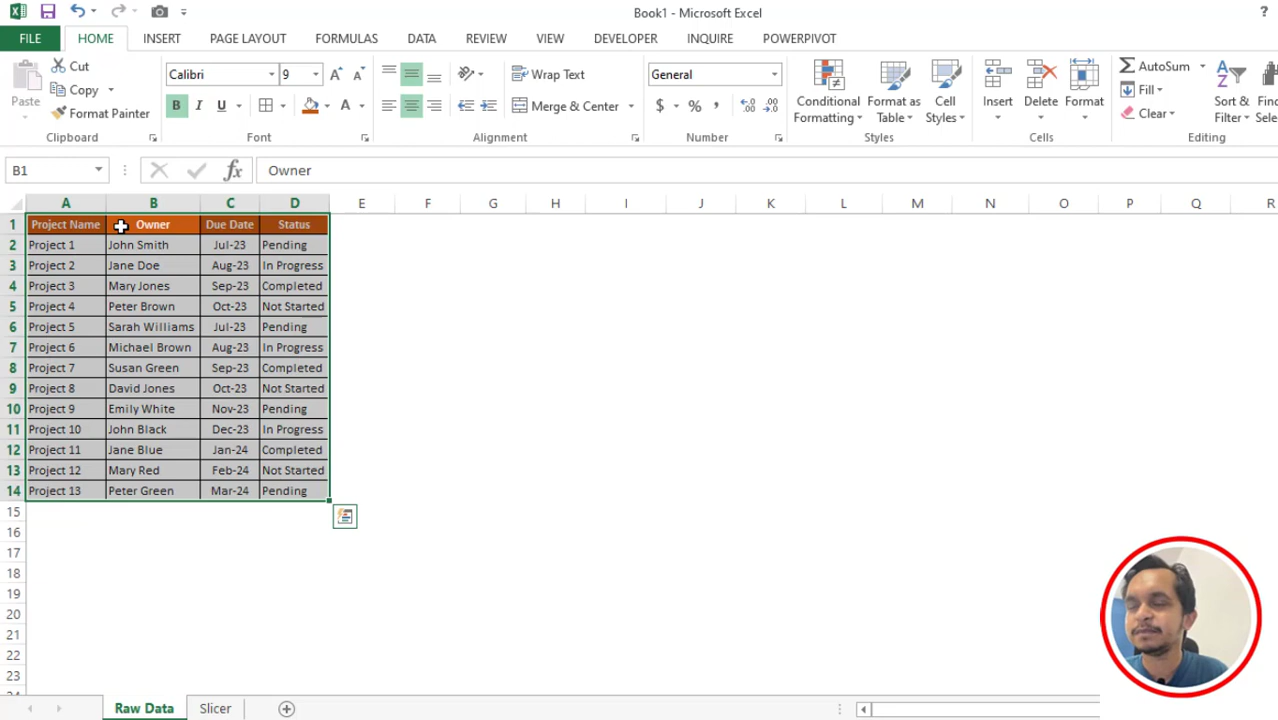 Book1 - Microsoft Excel
?
FILE HOME INSERT PAGE LAYOUT FORMULAS DATA REVIEW VIEW DEVELOPER INQUIRE POWERPIVOT
Paste
Cut
Copy
Format Painter
Clipboard
Calibri 9
B I U A
Font
Wrap Text
Merge & Center
Alignment
General
$ % ,
Number
Conditional Formatting
Format as Table
Cell Styles
Styles
Insert Delete Format
Cells
AutoSum
Fill
Clear
Sort & Filter
Editing
B1 fx Owner
A B C D E F G H I J K L M N O P Q R
1 Project Name Owner Due Date Status
2 Project 1 John Smith Jul-23 Pending
3 Project 2 Jane Doe Aug-23 In Progress
4 Project 3 Mary Jones Sep-23 Completed
5 Project 4 Peter Brown Oct-23 Not Started
6 Project 5 Sarah Williams Jul-23 Pending
7 Project 6 Michael Brown Aug-23 In Progress
8 Project 7 Susan Green Sep-23 Completed
9 Project 8 David Jones Oct-23 Not Started
10 Project 9 Emily White Nov-23 Pending
11 Project 10 John Black Dec-23 In Progress
12 Project 11 Jane Blue Jan-24 Completed
13 Project 12 Mary Red Feb-24 Not Started
14 Project 13 Peter Green Mar-24 Pending
15
16
17
18
19
20
21
22
23
Raw Data Slicer